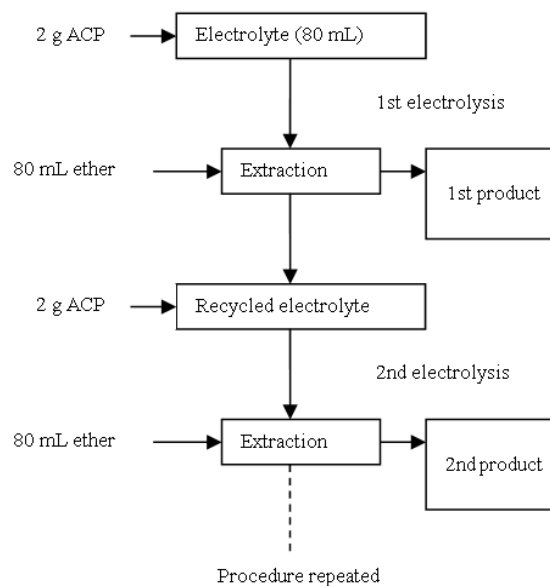 2 g ACP
Electrolyte (80 mL)
1st electrolysis
80 mL ether
Extraction
1st product
2 g ACP
Recycled electrolyte
2nd electrolysis
80 mL ether
Extraction
2nd product
Procedure repeated